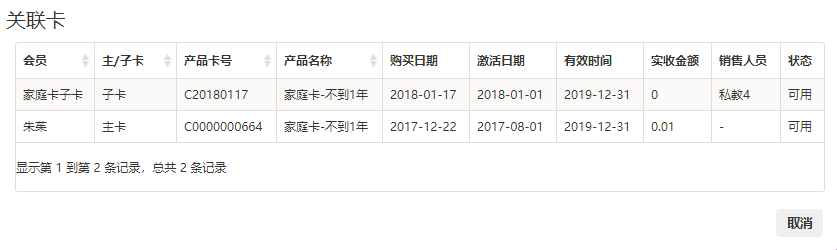 关联卡
会员 主/子卡 产品卡号 产品名称 购买日期 激活日期 有效时间 实收金额 销售人员 状态
家庭卡子卡 子卡 C20180117 家庭卡-不到1年 2018-01-17 2018-01-01 2019-12-31 0 私教4 可用
朱茱 主卡 C0000000664 家庭卡-不到1年 2017-12-22 2017-08-01 2019-12-31 0.01 - 可用
显示第 1 到第 2 条记录，总共 2 条记录
取消